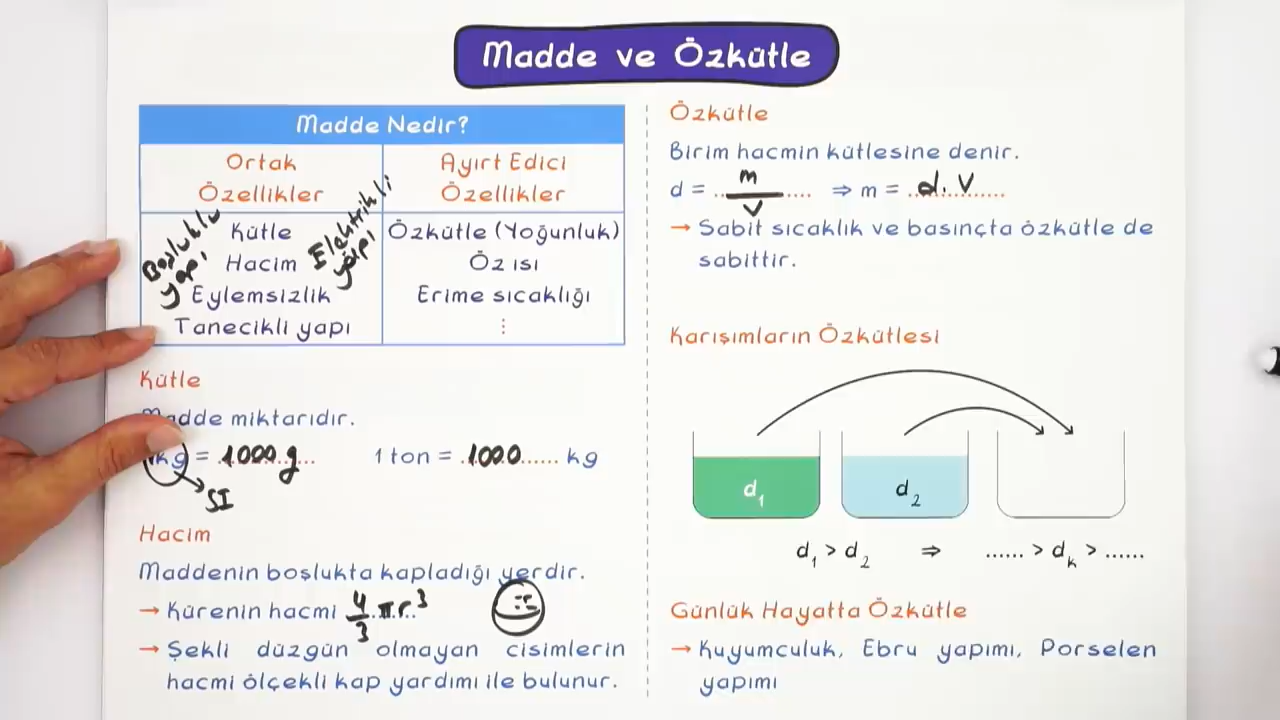 Madde ve Özkütle
Madde Nedir?
Ortak
Özellikler
Ayırt Edici
Özellikler
Boşluklu
yapı
Kütle
Hacim
Eylemsizlik
Tanecikli yapı
Elektrikli
yapı
Özkütle (Yoğunluk)
Öz ısı
Erime sıcaklığı
⋮
Kütle
Madde miktarıdır.
kg = 1000 g 1 ton = 1000 kg
SI
Hacim
Maddenin boşlukta kapladığı yerdir.
→ Kürenin hacmi 4/3 πr³
r
→ Şekli düzgün olmayan cisimlerin
hacmi ölçekli kap yardımı ile bulunur.
Özkütle
Birim hacmin kütlesine denir.
d = m/V ⇒ m = d.V
→ Sabit sıcaklık ve basınçta özkütle de
sabittir.
Karışımların Özkütlesi
d₁ d₂
d₁ > d₂ ⇒ ...... > dₖ > ......
Günlük Hayatta Özkütle
→ Kuyumculuk, Ebru yapımı, Porselen
yapımı